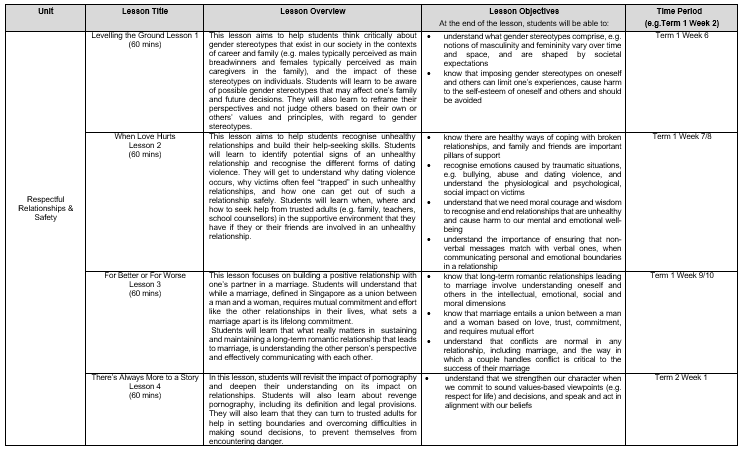 Unit
Lesson Title
Lesson Overview
Lesson Objectives
At the end of the lesson, students will be able to:
Time Period
(e.g.Term 1 Week 2)
Respectful
Relationships &
Safety
Levelling the Ground Lesson 1
(60 mins)
This lesson aims to help students think critically about
gender stereotypes that exist in our society in the contexts
of career and family (e.g. males typically perceived as main
breadwinners and females typically perceived as main
caregivers in the family), and the impact of these
stereotypes on individuals. Students will learn to be aware
of possible gender stereotypes that may affect one's family
and future decisions. They will also learn to reframe their
perspectives and not judge others based on their own or
others' values and principles, with regard to gender
stereotypes.
• understand what gender stereotypes comprise, e.g.
notions of masculinity and femininity vary over time
and space, and are shaped by societal
expectations
• know that imposing gender stereotypes on oneself
and others can limit one's experiences, cause harm
to the self-esteem of oneself and others and should
be avoided
Term 1 Week 6
When Love Hurts
Lesson 2
(60 mins)
This lesson aims to help students recognise unhealthy
relationships and build their help-seeking skills. Students
will learn to identify potential signs of an unhealthy
relationship and recognise the different forms of dating
violence. They will get to understand why dating violence
occurs, why victims often feel "trapped" in such unhealthy
relationships, and how one can get out of such a
relationship safely. Students will learn when, where and
how to seek help from trusted adults (e.g. family, teachers,
school counsellors) in the supportive environment that they
have if they or their friends are involved in an unhealthy
relationship.
• know there are healthy ways of coping with broken
relationships, and family and friends are important
pillars of support
• recognise emotions caused by traumatic situations,
e.g. bullying, abuse and dating violence, and
understand the physiological and psychological,
social impact on victims
• understand that we need moral courage and wisdom
to recognise and end relationships that are unhealthy
and cause harm to our mental and emotional well-
being
• understand the importance of ensuring that non-
verbal messages match with verbal ones, when
communicating personal and emotional boundaries
in a relationship
Term 1 Week 7/8
For Better or For Worse
Lesson 3
(60 mins)
This lesson focuses on building a positive relationship with
one's partner in a marriage. Students will understand that
while a marriage, defined in Singapore as a union between
a man and a woman, requires mutual commitment and effort
like the other relationships in their lives, what sets a
marriage apart is its lifelong commitment.
Students will learn that what really matters in sustaining
and maintaining a long-term romantic relationship that leads
to marriage, is understanding the other person's perspective
and effectively communicating with each other.
• know that long-term romantic relationships leading
to marriage involve understanding oneself and
others in the intellectual, emotional, social and
moral dimensions
• know that marriage entails a union between a man
and a woman based on love, trust, commitment,
and requires mutual effort
• understand that conflicts are normal in any
relationship, including marriage, and the way in
which a couple handles conflict is critical to the
success of their marriage
Term 1 Week 9/10
There's Always More to a Story
Lesson 4
(60 mins)
In this lesson, students will revisit the impact of pornography
and deepen their understanding on its impact on
relationships. Students will also learn about revenge
pornography, including its definition and legal provisions.
They will also learn that they can turn to trusted adults for
help in setting boundaries and overcoming difficulties in
making sound decisions, to prevent themselves from
encountering danger.
• understand that we strengthen our character when
we commit to sound values-based viewpoints (e.g.
respect for life) and decisions, and speak and act in
alignment with our beliefs
Term 2 Week 1